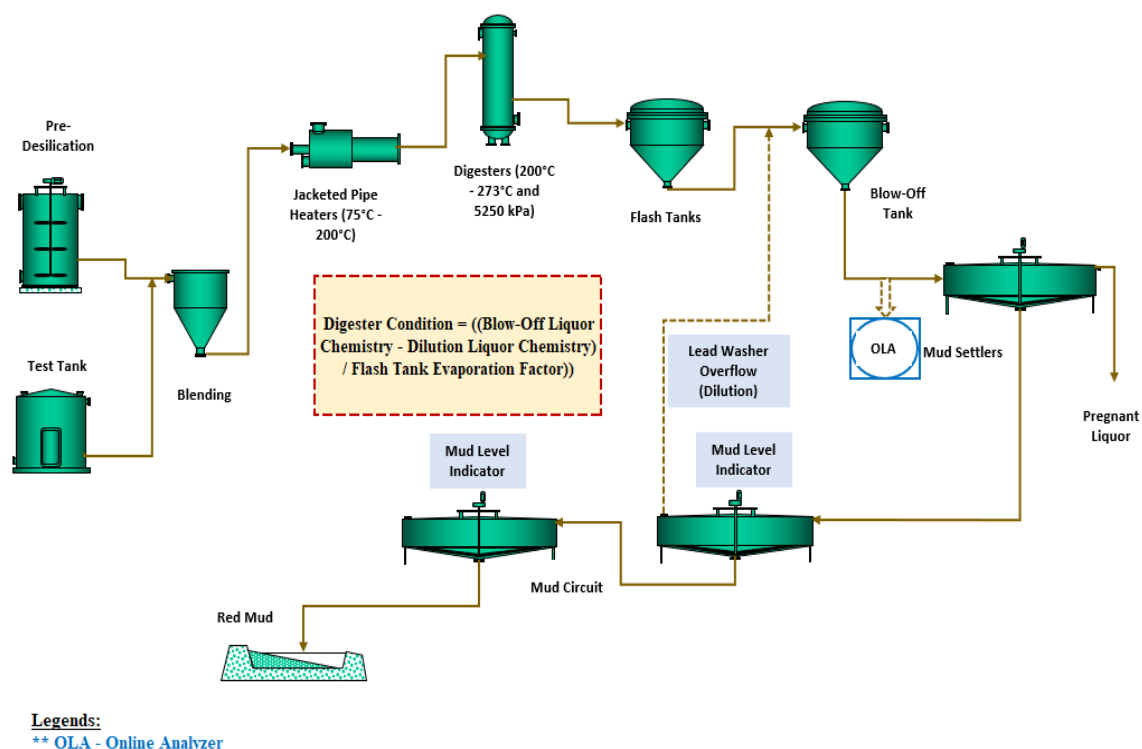 Pre-
Desilication
Test Tank
Blending
Jacketed Pipe
Heaters (75°C -
200°C)
Digesters (200°C
- 273°C and
5250 kPa)
Flash Tanks
Blow-Off
Tank
Digester Condition = ((Blow-Off Liquor
Chemistry - Dilution Liquor Chemistry)
/ Flash Tank Evaporation Factor))
Lead Washer
Overflow
(Dilution)
OLA
Mud Settlers
Pregnant
Liquor
Mud Level
Indicator
Mud Level
Indicator
Mud Circuit
Red Mud
Legends:
** OLA - Online Analyzer